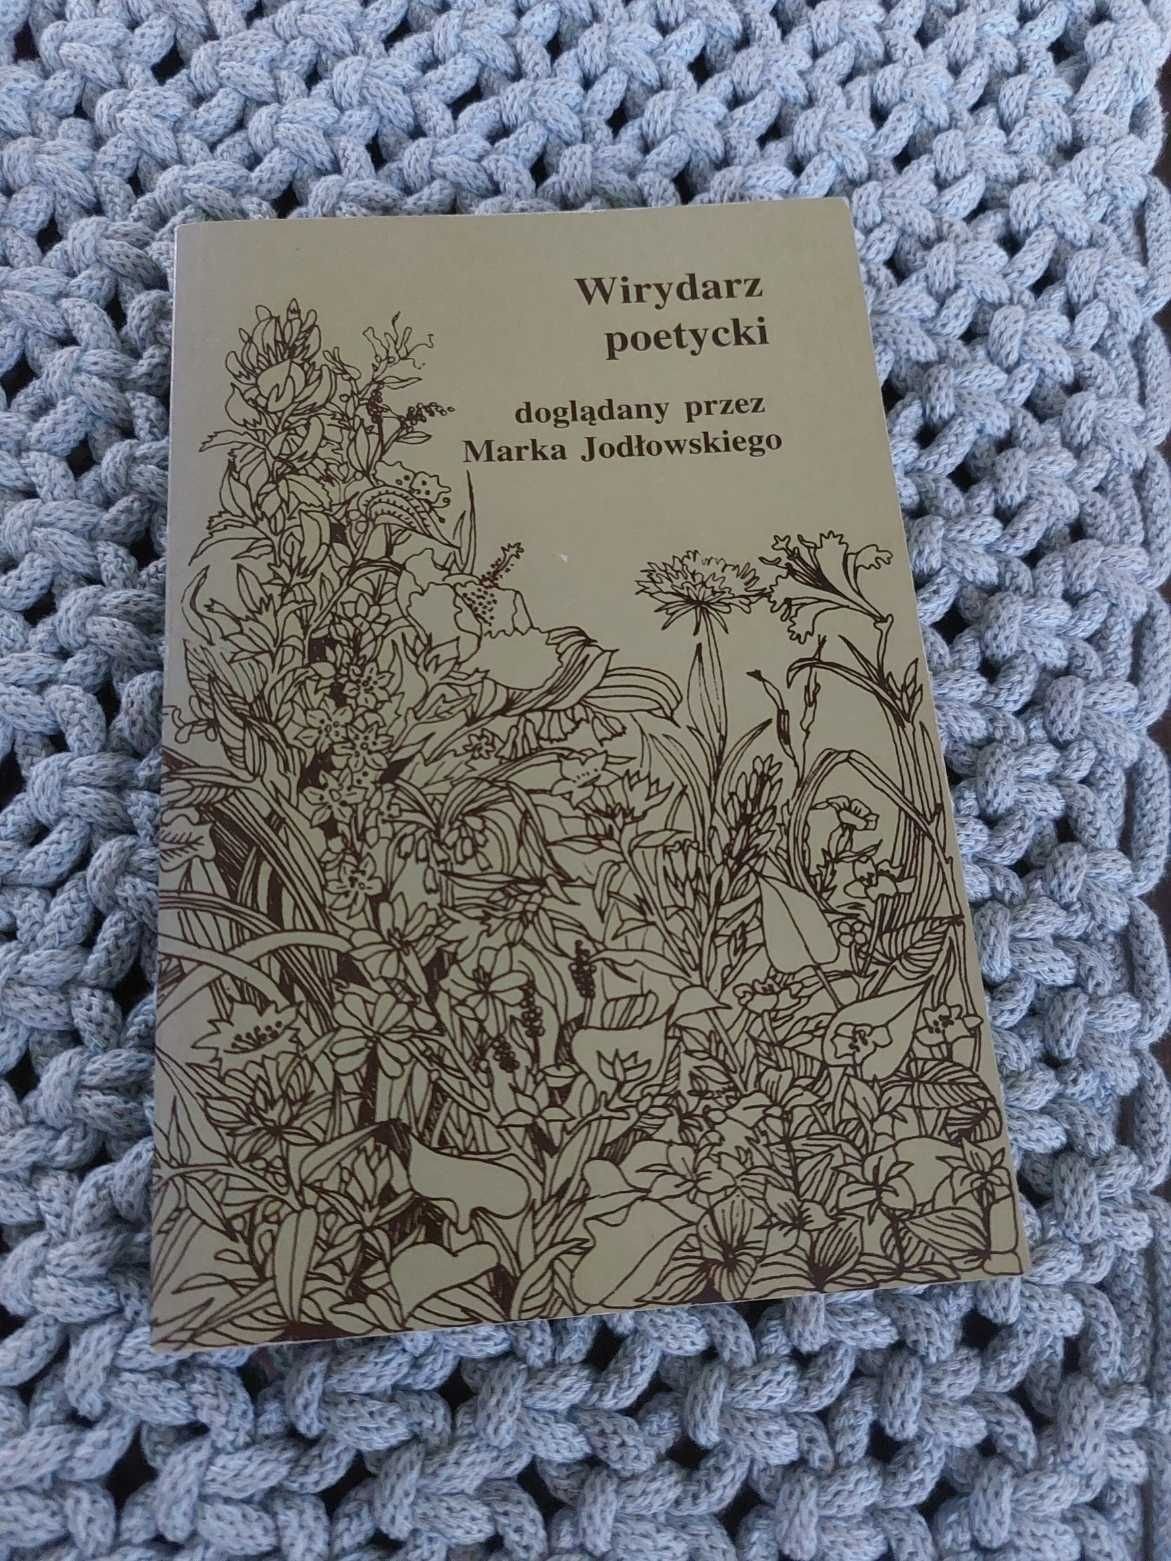 Wirydarz
poetycki
doglądany przez
Marka Jodłowskiego